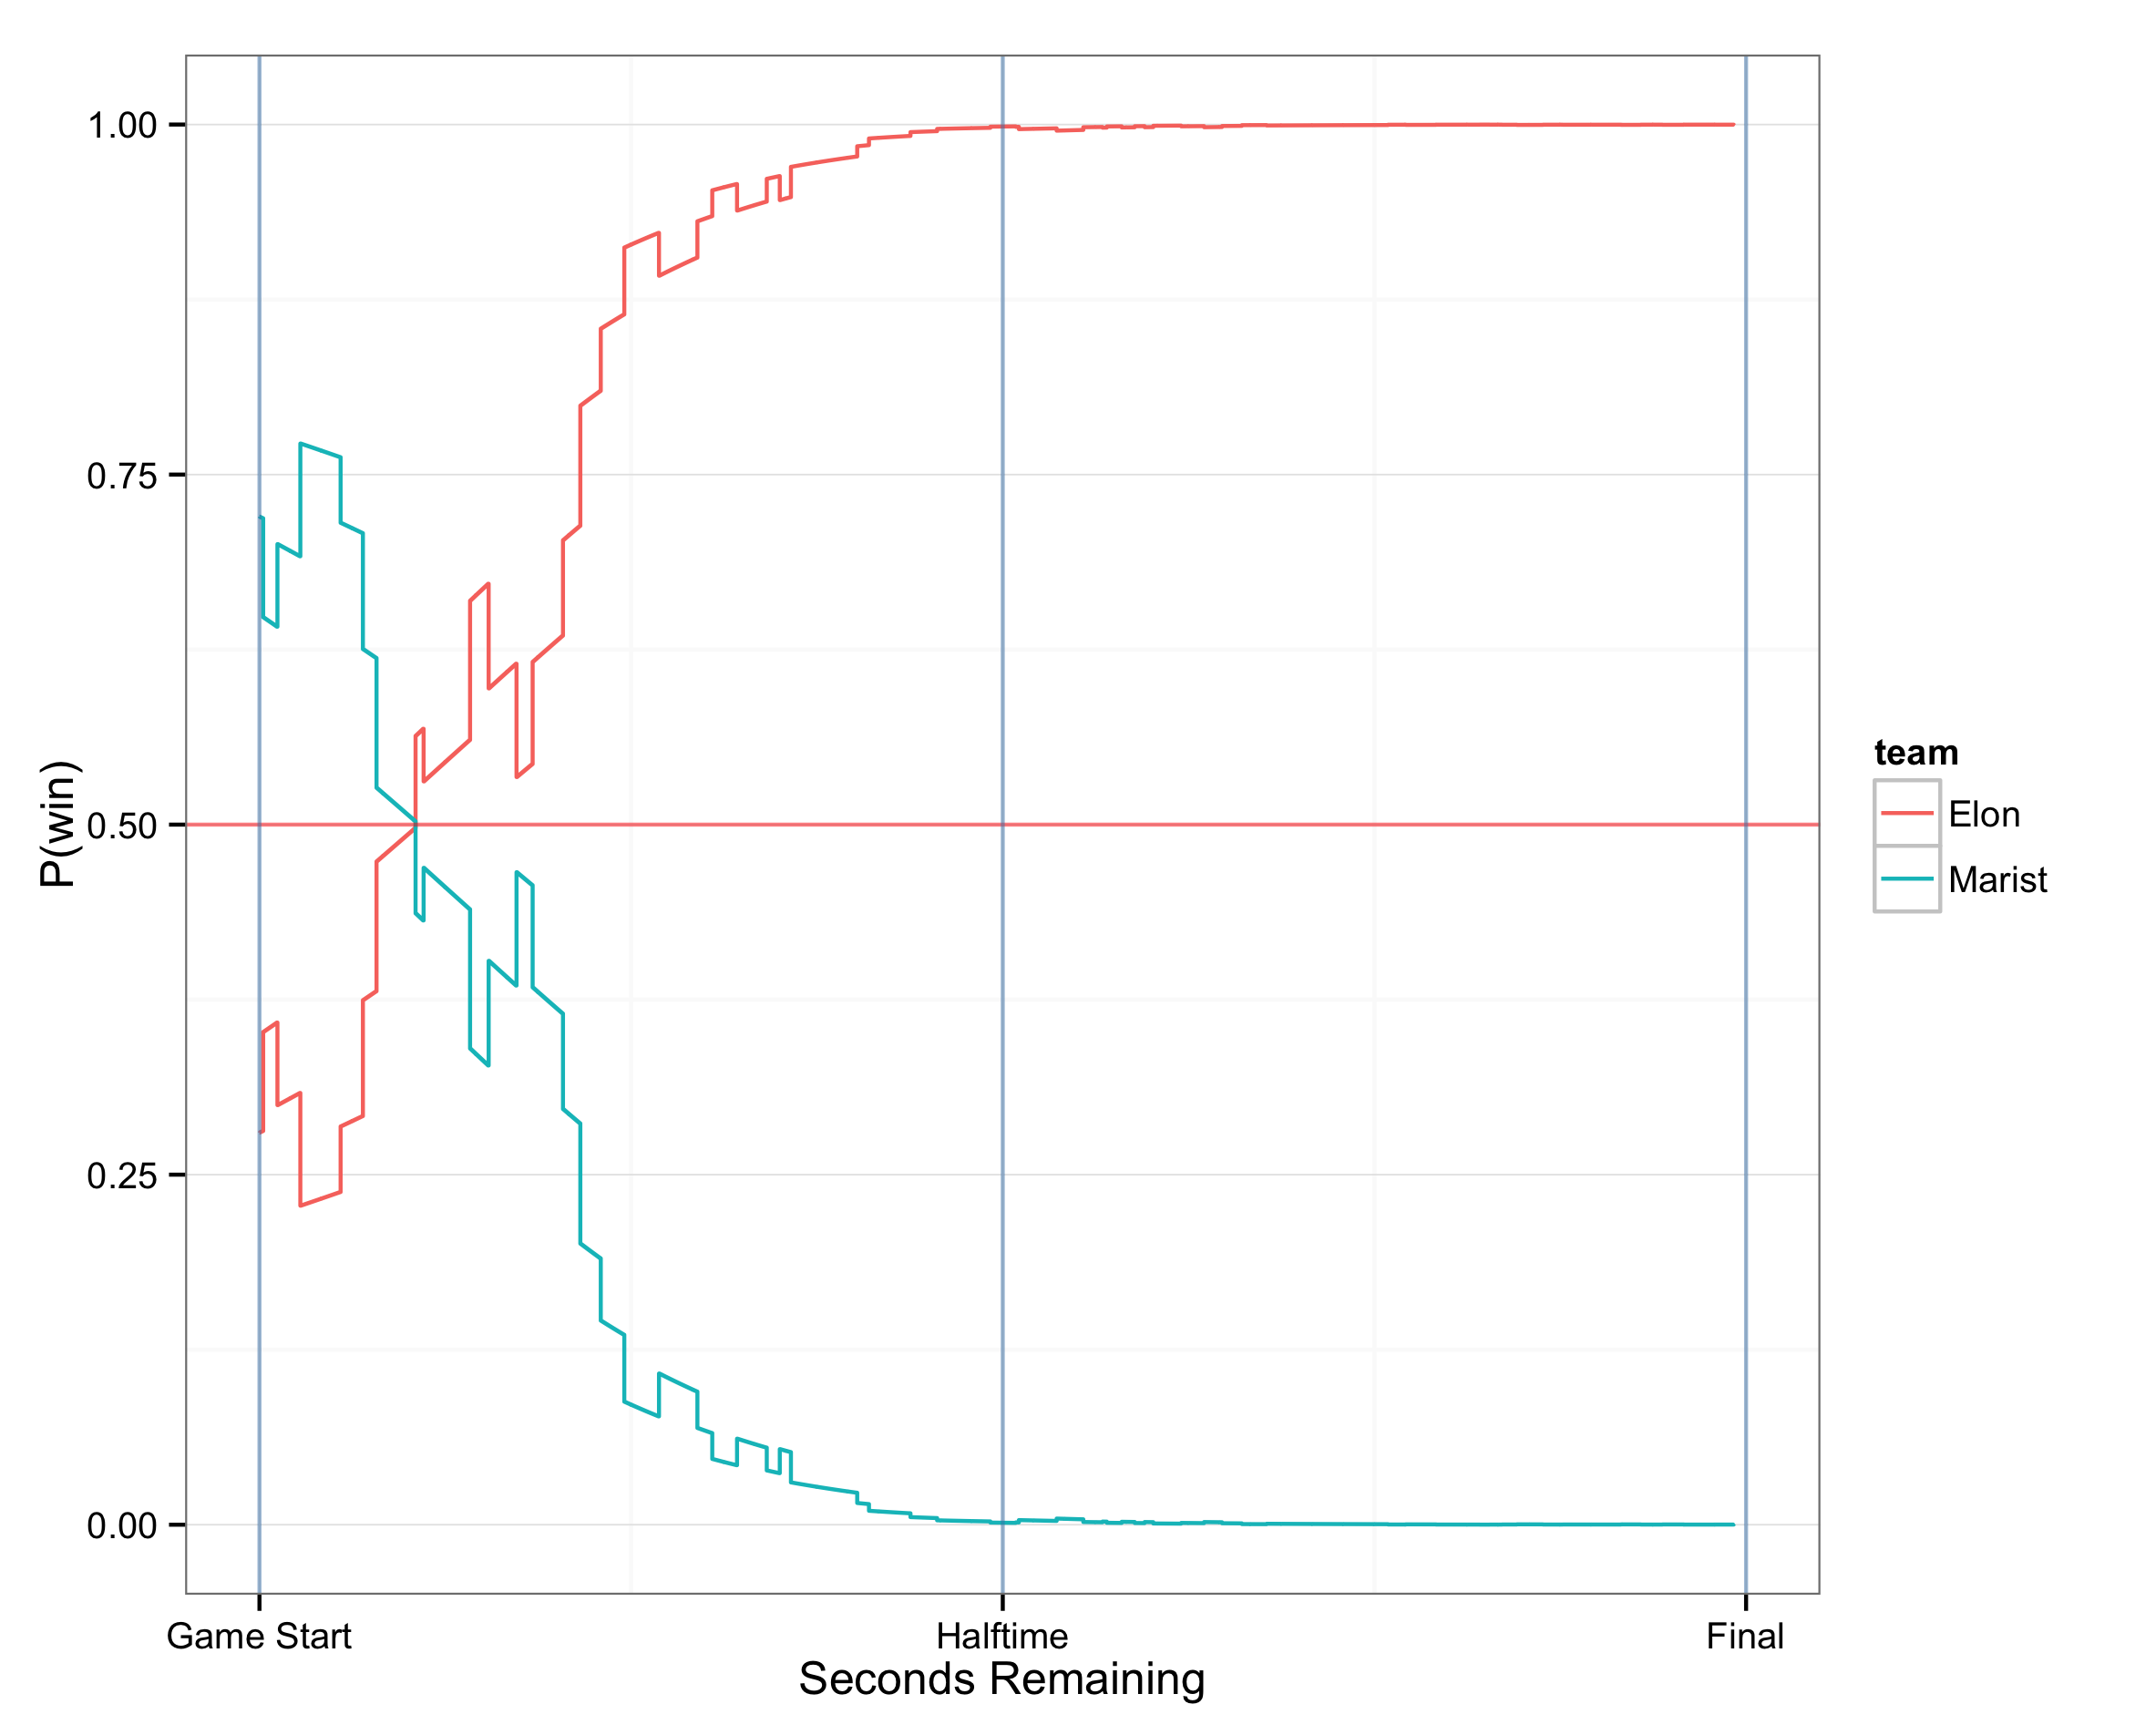 1.00
0.75
0.50
0.25
0.00
P(win)
Game Start
Halftime
Final
Seconds Remaining
team
Elon
Marist